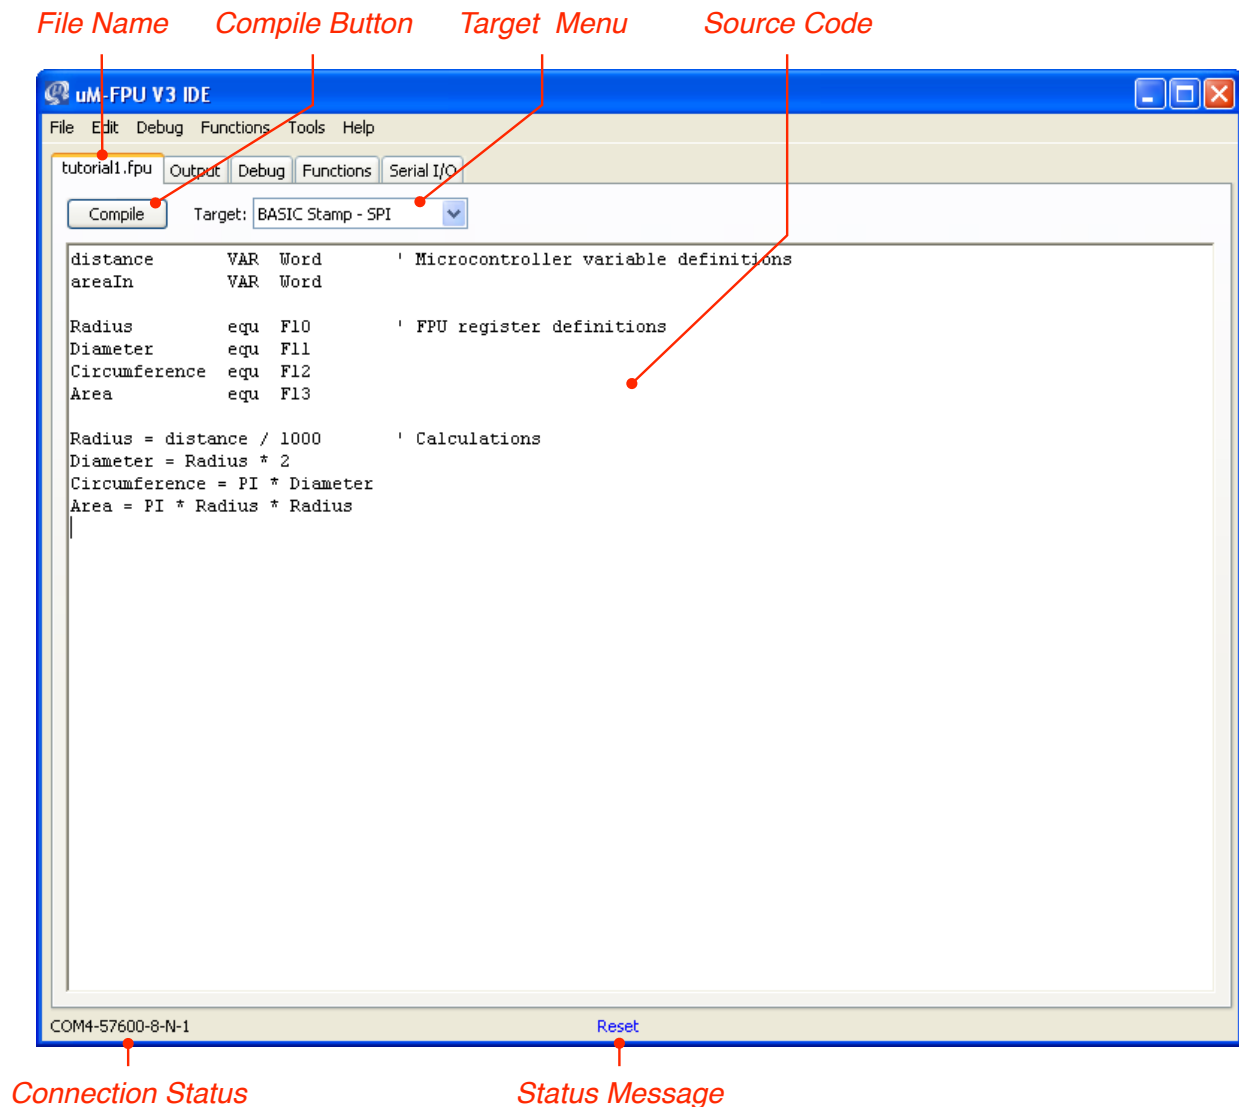 File Name Compile Button Target Menu Source Code
uM-FPU V3 IDE
File Edit Debug Functions Tools Help
tutorial1.fpu Output Debug Functions Serial I/O
Compile Target: BASIC Stamp - SPI
distance VAR Word ' Microcontroller variable definitions
areaIn VAR Word
Radius equ F10 ' FPU register definitions
Diameter equ F11
Circumference equ F12
Area equ F13
Radius = distance / 1000 ' Calculations
Diameter = Radius * 2
Circumference = PI * Diameter
Area = PI * Radius * Radius
COM4-57600-8-N-1 Reset
Connection Status Status Message